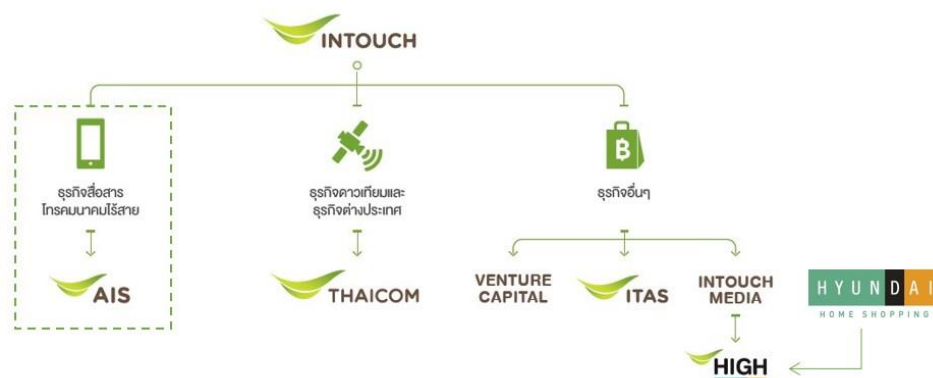 INTOUCH
ธุรกิจสื่อสาร
โทรคมนาคมไร้สาย
ธุรกิจดาวเทียมและ
ธุรกิจต่างประเทศ
฿
ธุรกิจอื่นๆ
AIS
THAICOM
VENTURE
CAPITAL
ITAS
INTOUCH
MEDIA
HYUNDAI
HOME SHOPPING
HIGH